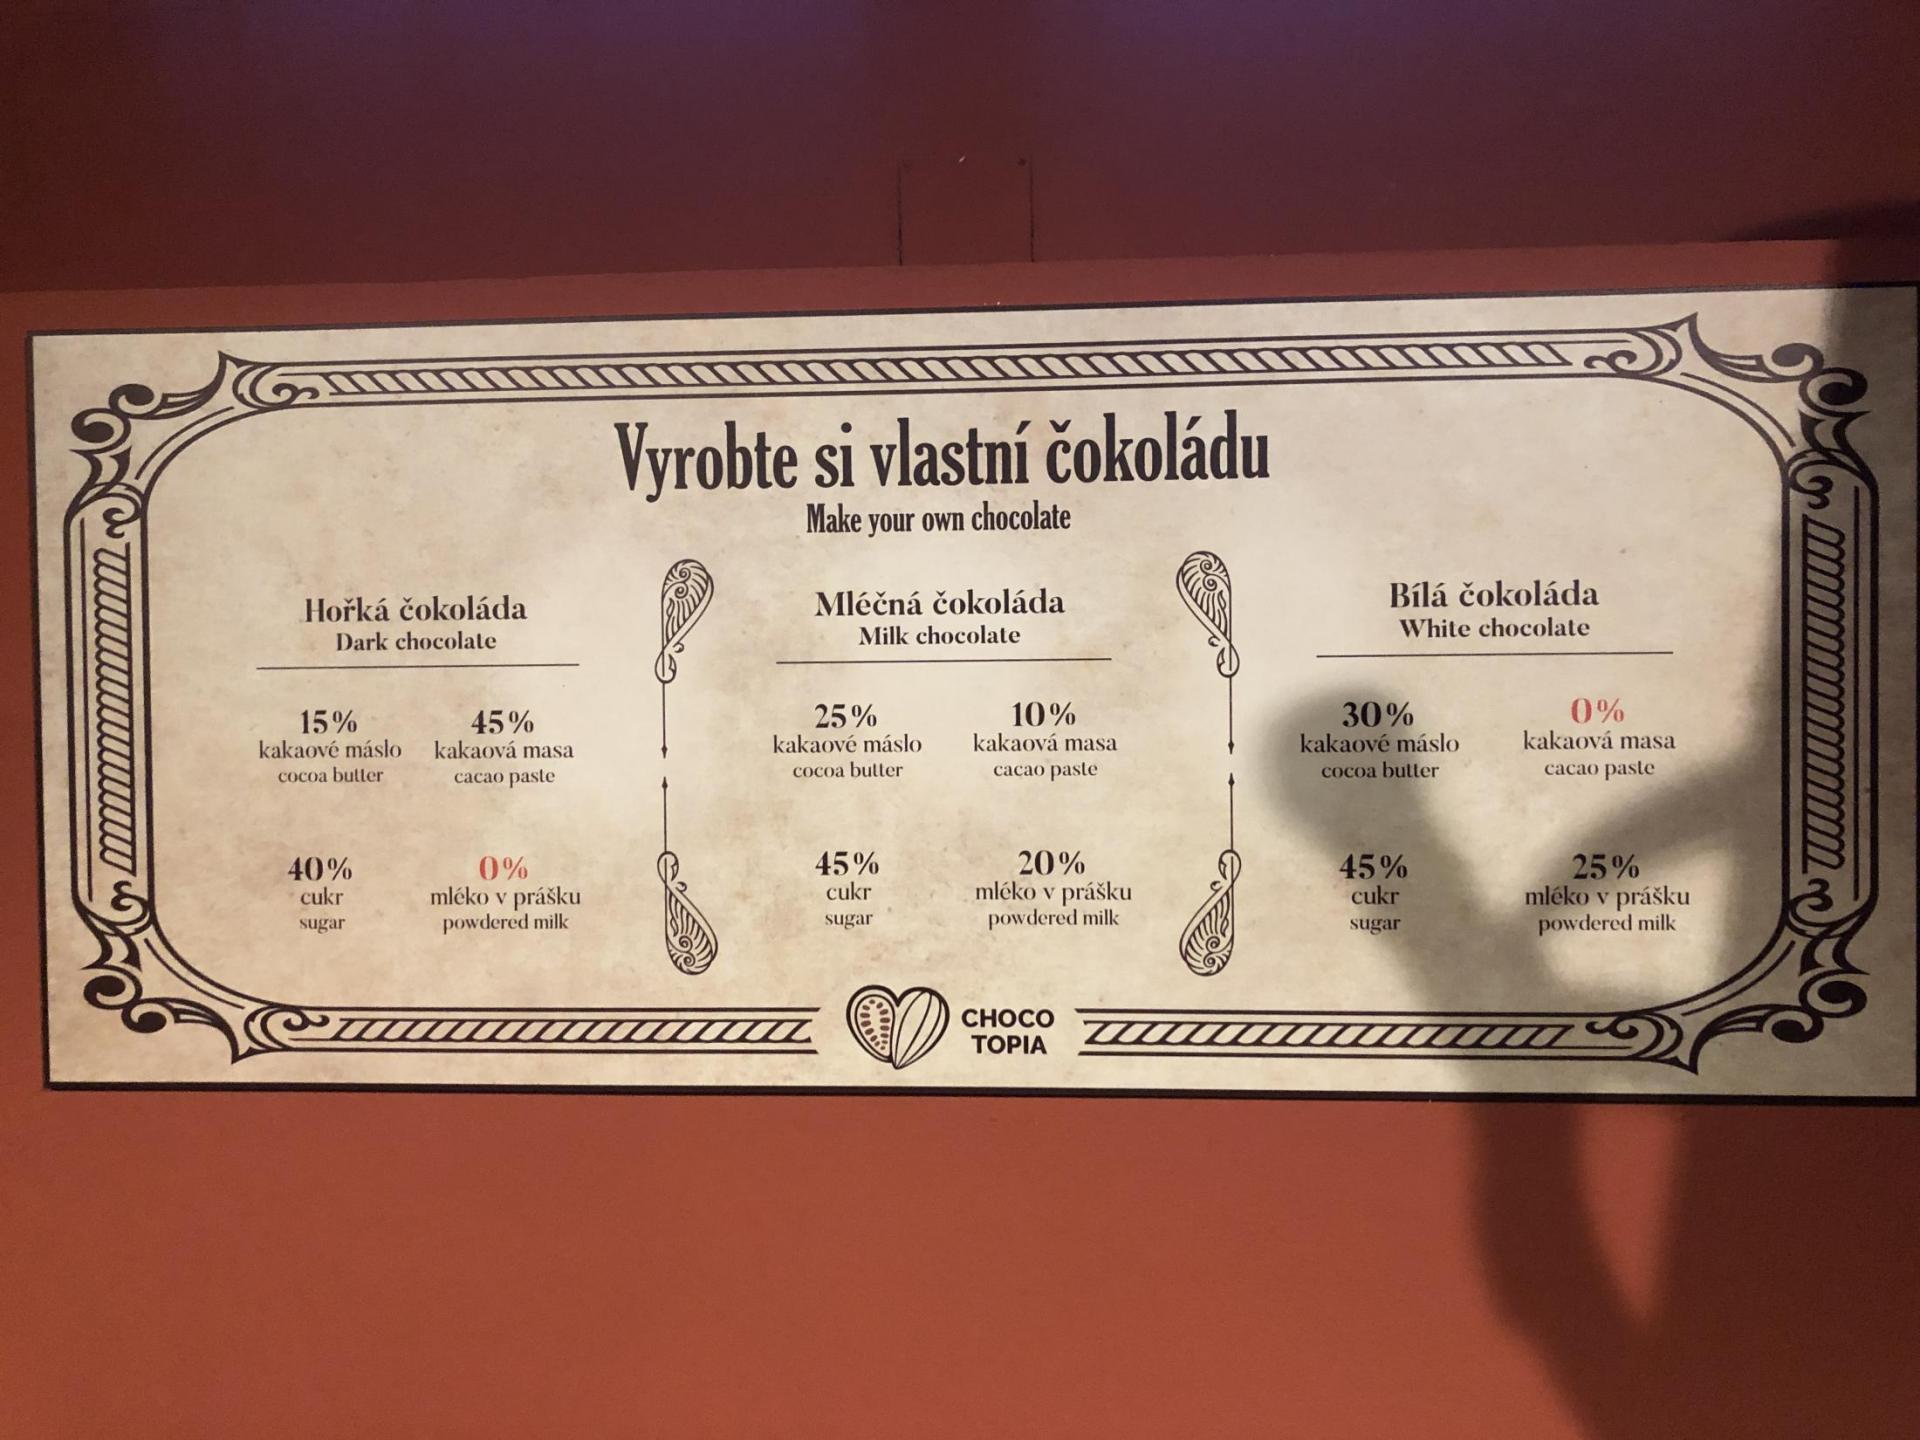 Vyrobte si vlastní čokoládu
Make your own chocolate
Hořká čokoláda
Dark chocolate
15%
kakaové máslo
cocoa butter
45%
kakaová masa
cacao paste
40%
cukr
sugar
0%
mléko v prášku
powdered milk
Mléčná čokoláda
Milk chocolate
25%
kakaové máslo
cocoa butter
10%
kakaová masa
cacao paste
45%
cukr
sugar
20%
mléko v prášku
powdered milk
Bílá čokoláda
White chocolate
30%
kakaové máslo
cocoa butter
0%
kakaová masa
cacao paste
45%
cukr
sugar
25%
mléko v prášku
powdered milk
CHOCO
TOPIA